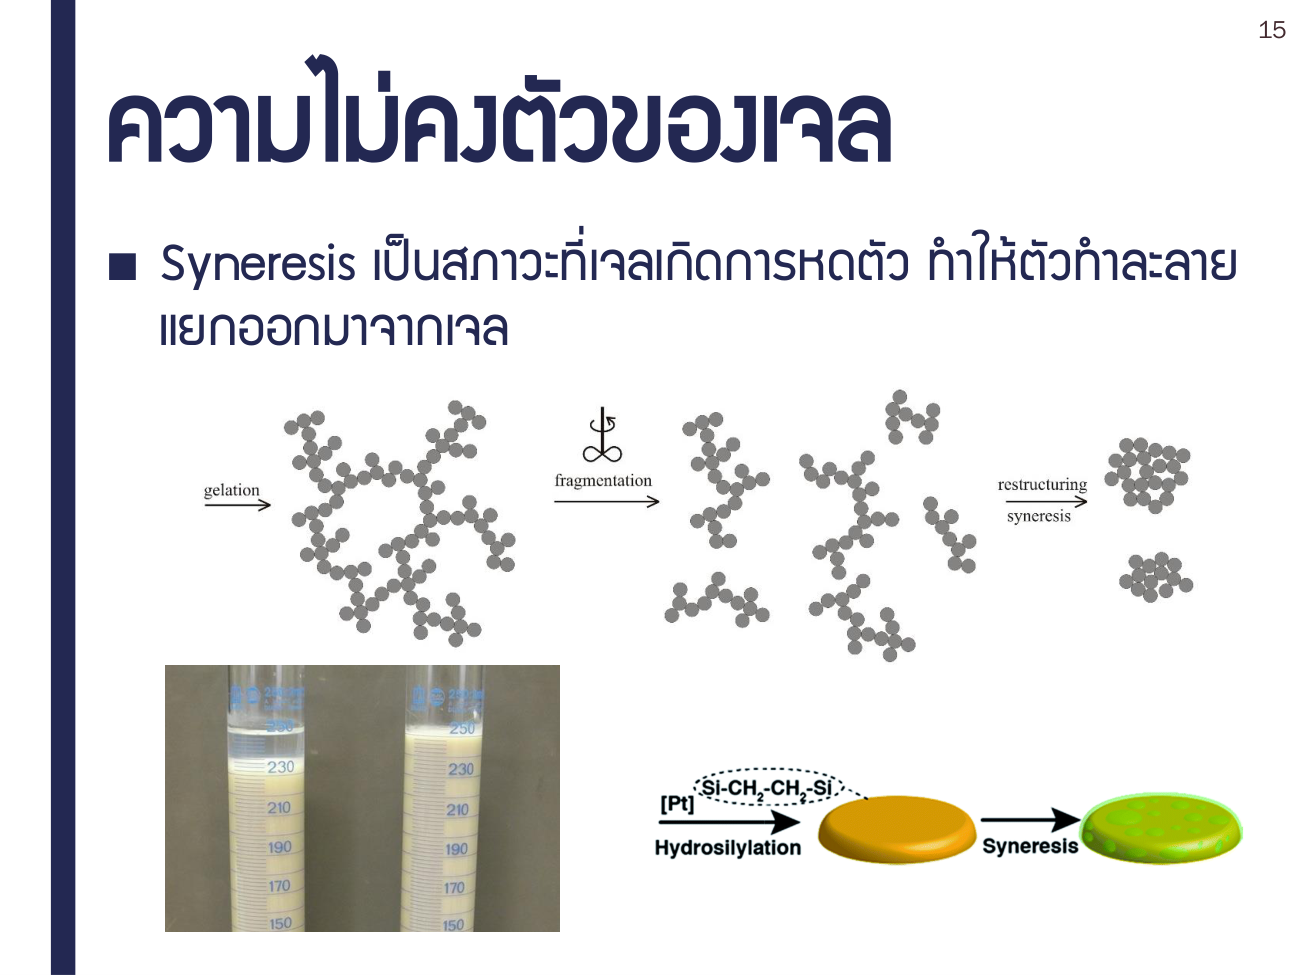 15
ความไม่คงตัวของเจล
■ Syneresis เป็นสภาวะที่เจลเกิดการหดตัว ทำให้ตัวทำละลาย
แยกออกมาจากเจล
gelation
fragmentation
restructuring
syneresis
250
230
210
190
170
150
250
230
210
190
170
150
[Pt]
Si-CH2-CH2-Si
Hydrosilylation
Syneresis